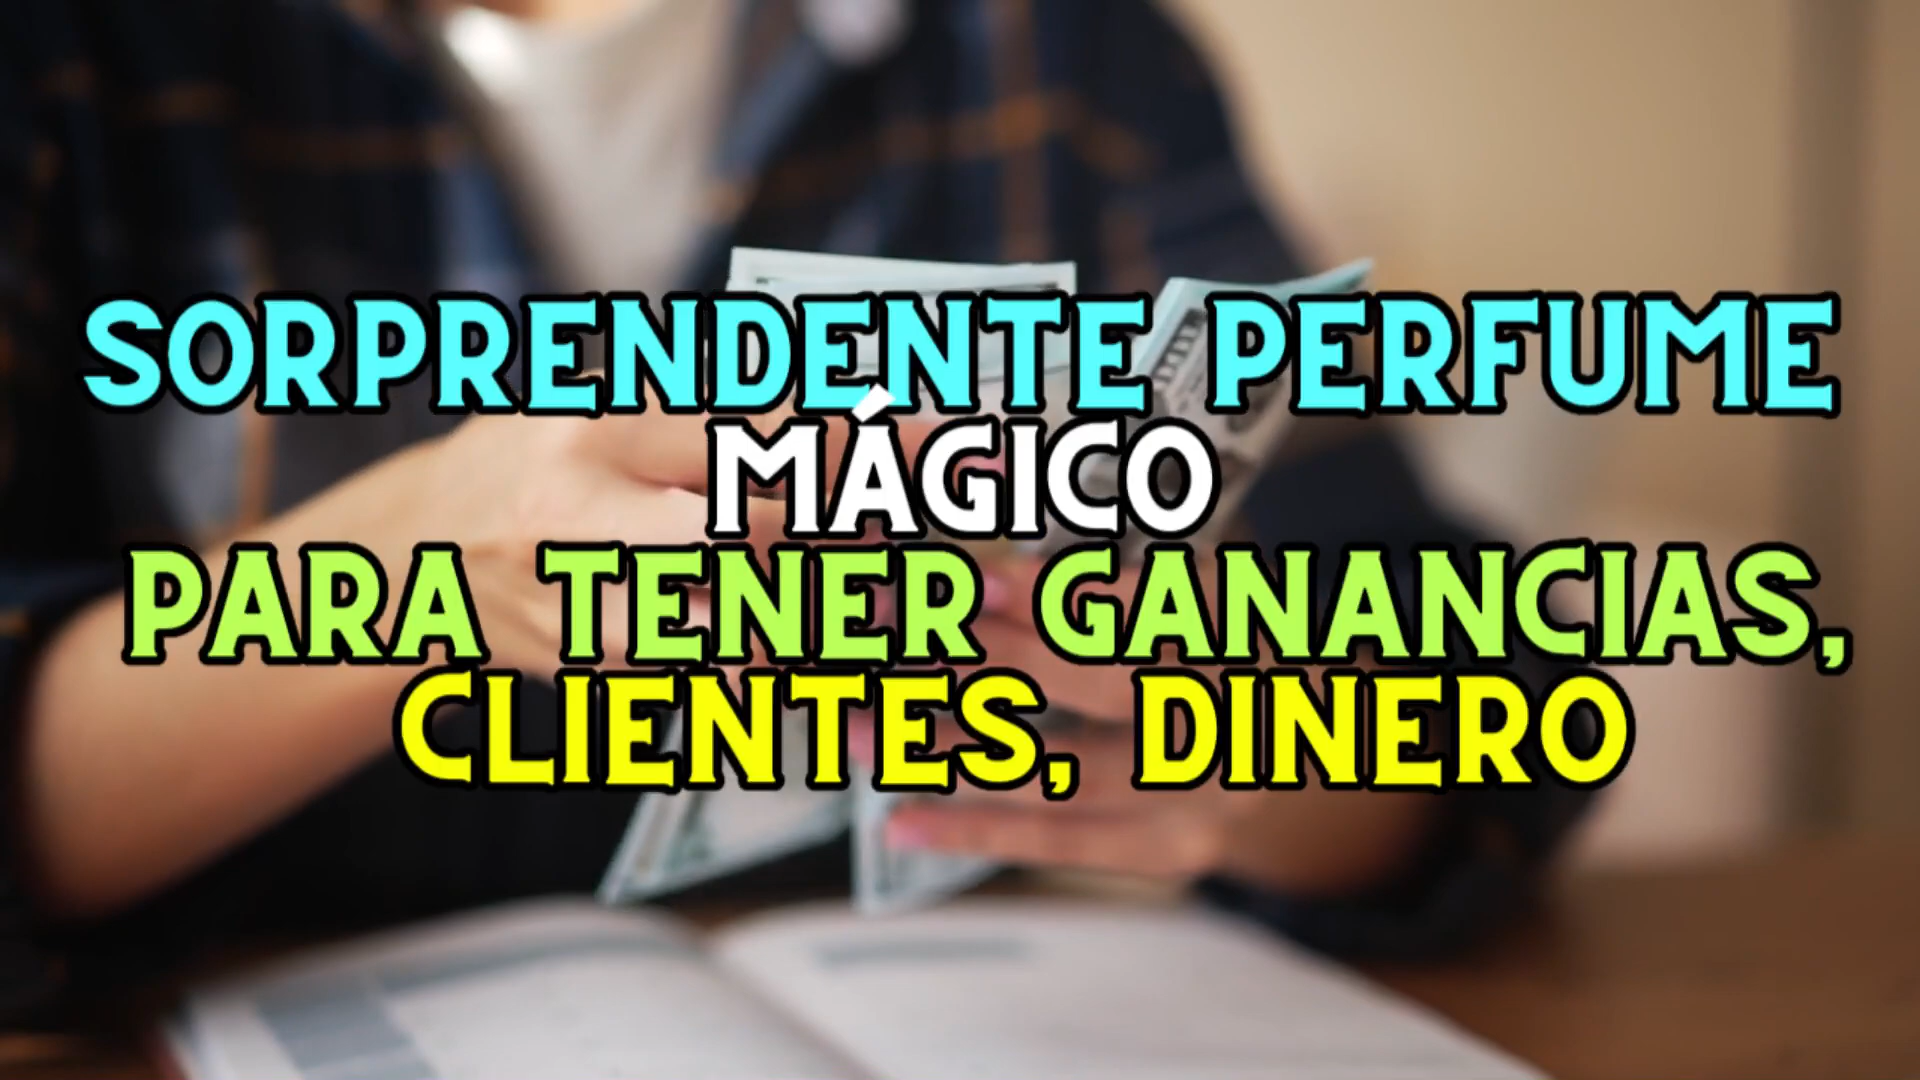 SORPRENDENTE PERFUME
MÁGICO
PARA TENER GANANCIAS,
CLIENTES, DINERO